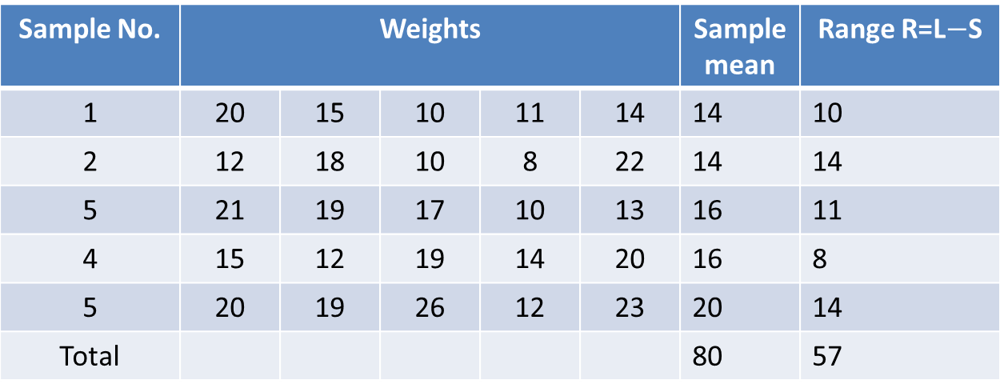 Sample No. Weights Sample mean Range R=L−S
1 20 15 10 11 14 14 10
2 12 18 10 8 22 14 14
5 21 19 17 10 13 16 11
4 15 12 19 14 20 16 8
5 20 19 26 12 23 20 14
Total 80 57